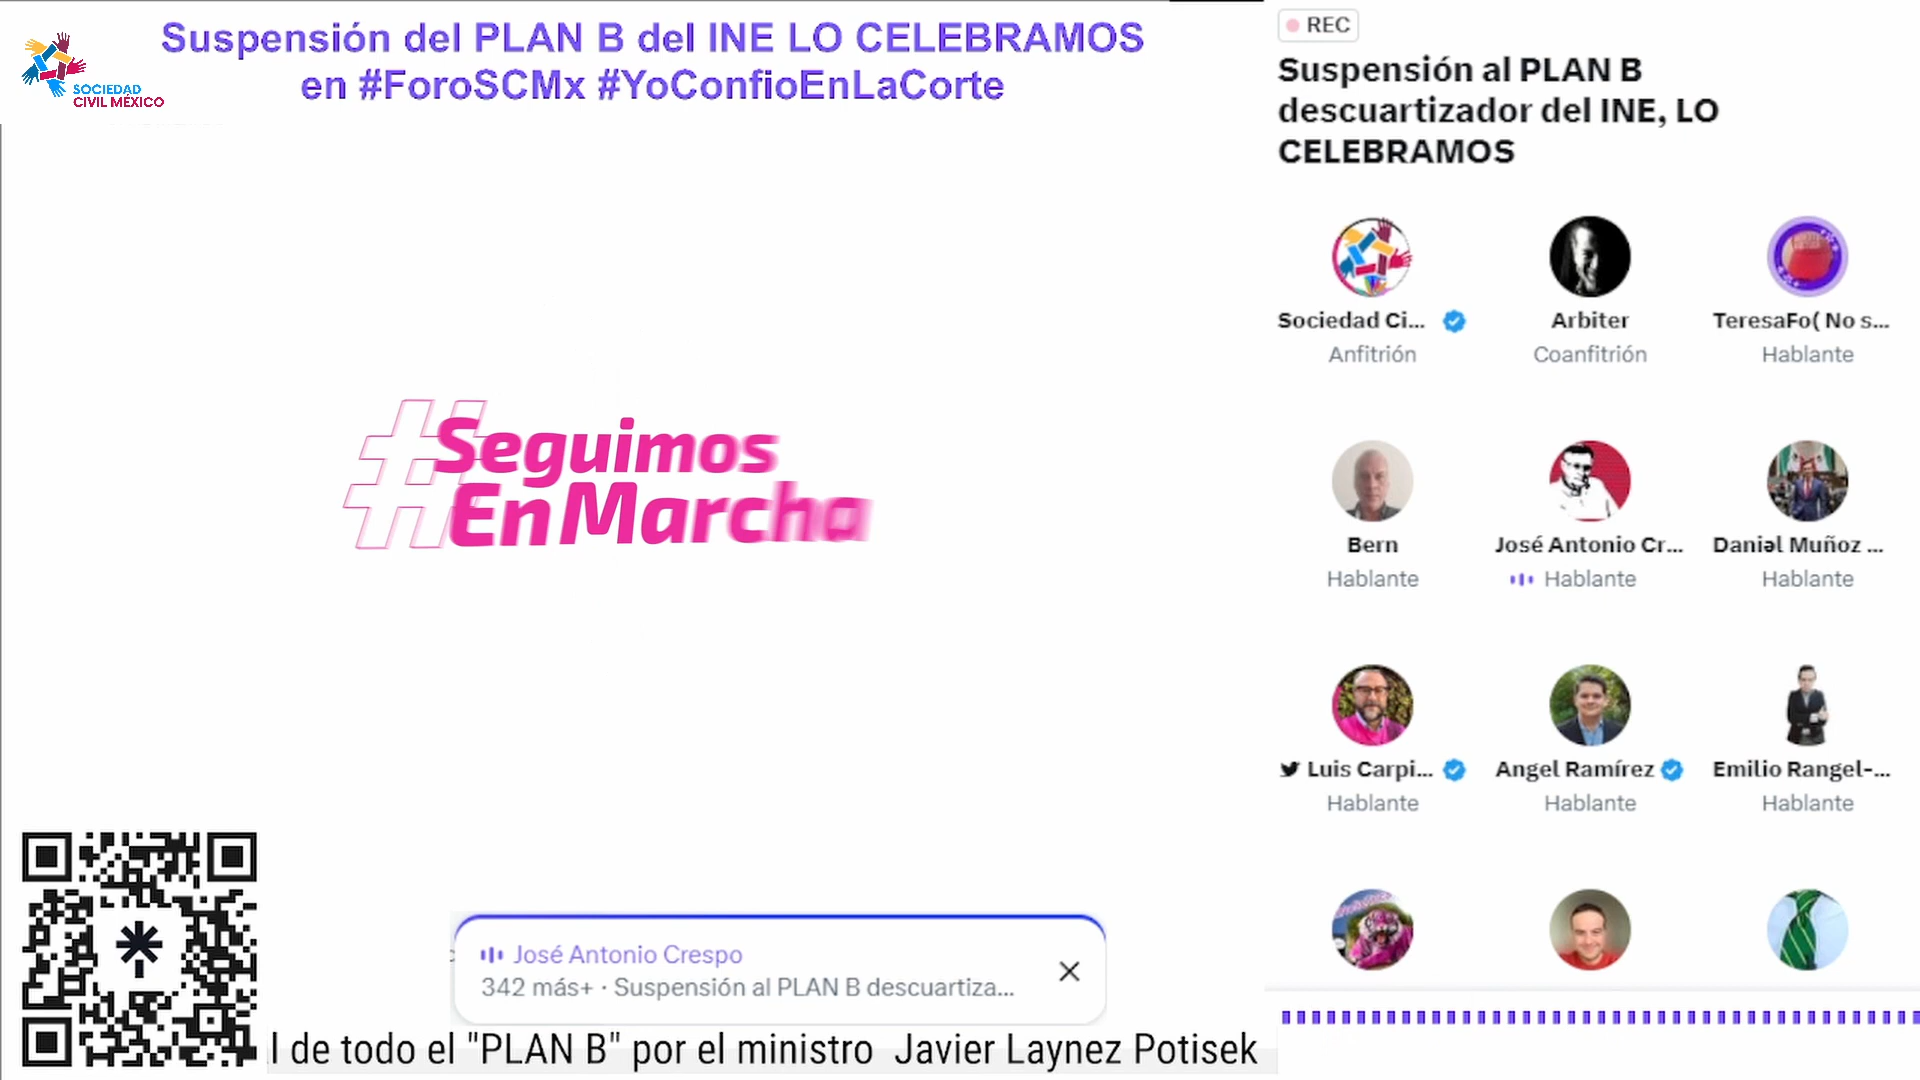 SOCIEDAD
CIVIL MÉXICO
Suspensión del PLAN B del INE LO CELEBRAMOS
en #ForoSCMx #YoConfioEnLaCorte
#Seguimos
EnMarcha
José Antonio Crespo
342 más+ · Suspensión al PLAN B descuartiza...
l de todo el "PLAN B" por el ministro Javier Laynez Potisek
REC
Suspensión al PLAN B
descuartizador del INE, LO
CELEBRAMOS
Sociedad Ci...
Anfitrión
Arbiter
Coanfitrión
TeresaFo( No s...
Hablante
Bern
Hablante
José Antonio Cr...
Hablante
Daniəl Muñoz ...
Hablante
Luis Carpi...
Hablante
Angel Ramírez
Hablante
Emilio Rangel-...
Hablante